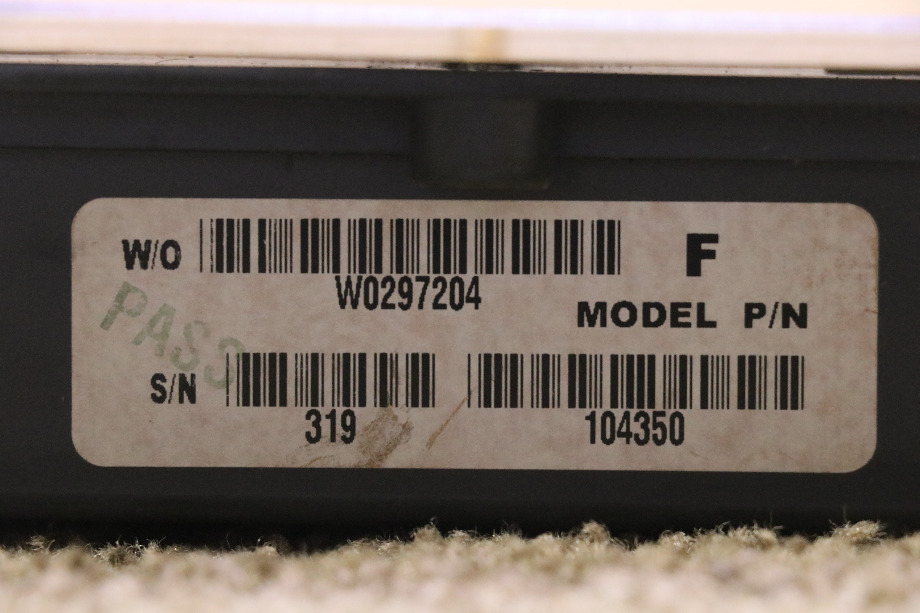 W/O
W0297204
F
MODEL P/N
PASS
S/N
319
104350